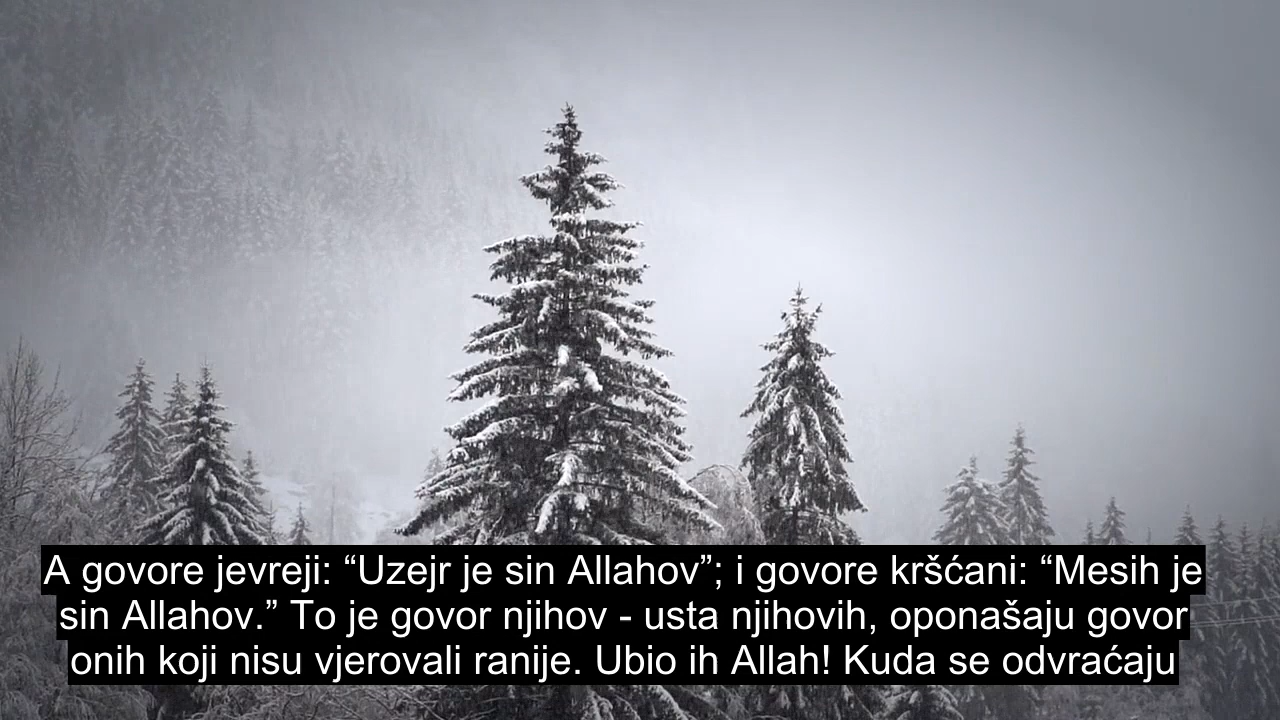 A govore jevreji: “Uzejr je sin Allahov”; i govore kršćani: “Mesih je
sin Allahov.” To je govor njihov - usta njihovih, oponašaju govor
onih koji nisu vjerovali ranije. Ubio ih Allah! Kuda se odvraćaju